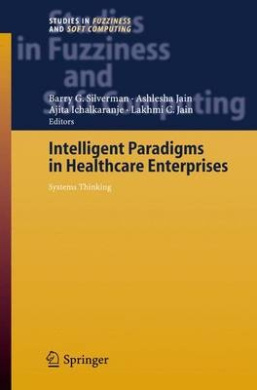 STUDIES IN FUZZINESS
AND SOFT COMPUTING
Studies
in Fuzziness
and
Soft Computing
Barry G. Silverman · Ashlesha Jain
Ajita Ichalkaranje · Lakhmi C. Jain
Editors
Intelligent Paradigms
in Healthcare Enterprises
Systems Thinking
Springer